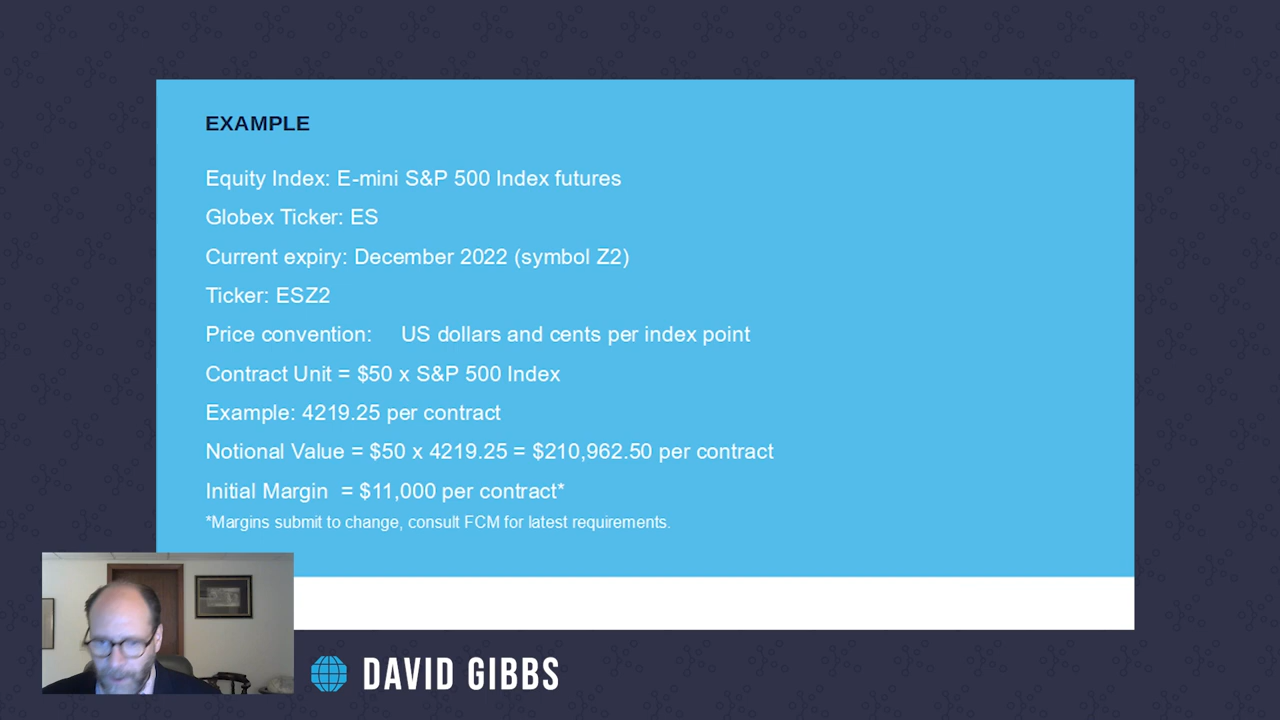 EXAMPLE
Equity Index: E-mini S&P 500 Index futures
Globex Ticker: ES
Current expiry: December 2022 (symbol Z2)
Ticker: ESZ2
Price convention: US dollars and cents per index point
Contract Unit = $50 x S&P 500 Index
Example: 4219.25 per contract
Notional Value = $50 x 4219.25 = $210,962.50 per contract
Initial Margin = $11,000 per contract*
*Margins submit to change, consult FCM for latest requirements.
DAVID GIBBS